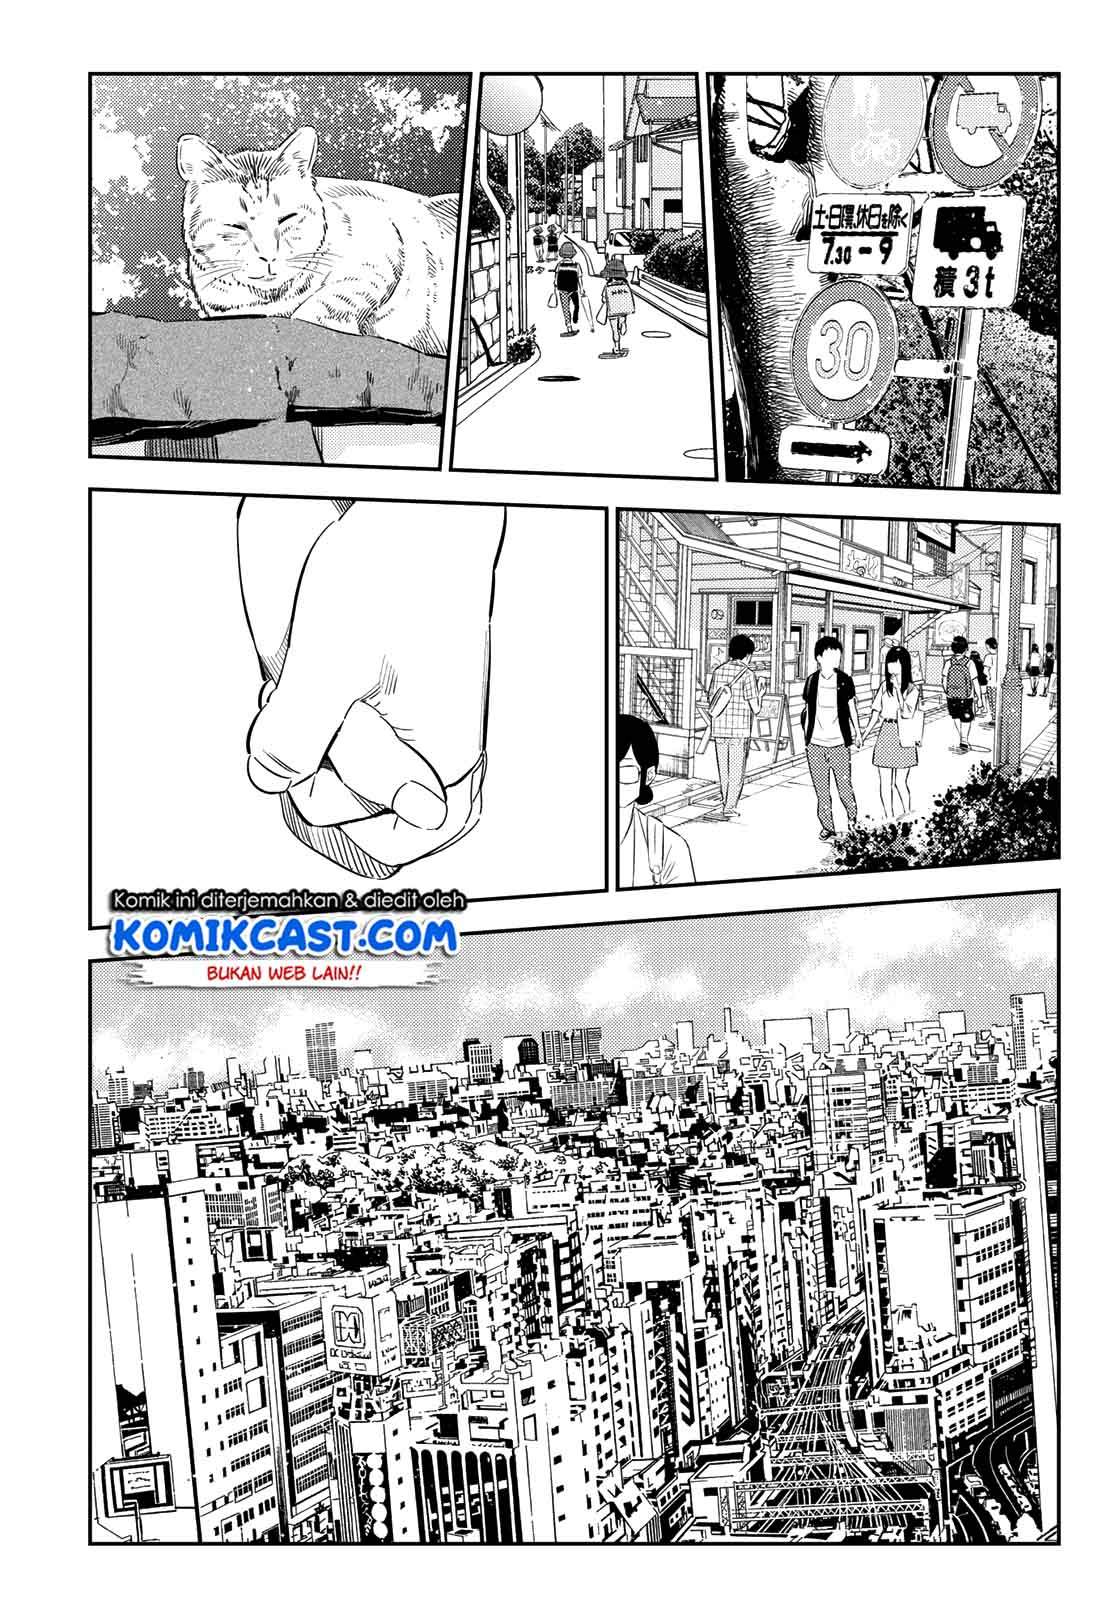 土・日曜、休日を除く
7.30-9
積3t
30
Komik ini diterjemahkan & diedit oleh
KOMIKCAST.COM
BUKAN WEB LAIN!!